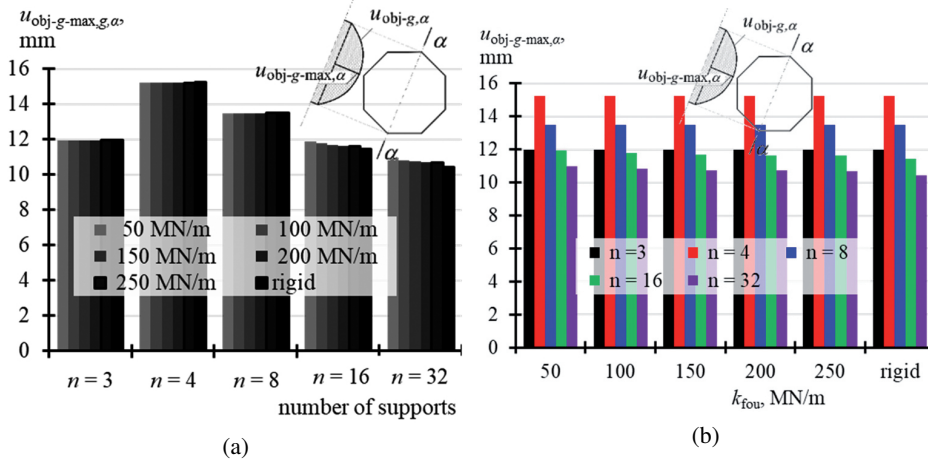 u_obj-g-max,g,α,
mm
16
14
12
10
8
6
4
2
0
u_obj-g,α
α
u_obj-g-max,α
α
50 MN/m 100 MN/m
150 MN/m 200 MN/m
250 MN/m rigid
n = 3 n = 4 n = 8 n = 16 n = 32
number of supports
(a)
u_obj-g-max,α,
mm
16
14
12
10
8
6
4
2
0
u_obj-g,α
α
u_obj-g-max,α
α
n =3 n = 4 n = 8
n = 16 n = 32
50 100 150 200 250 rigid
k_fou, MN/m
(b)